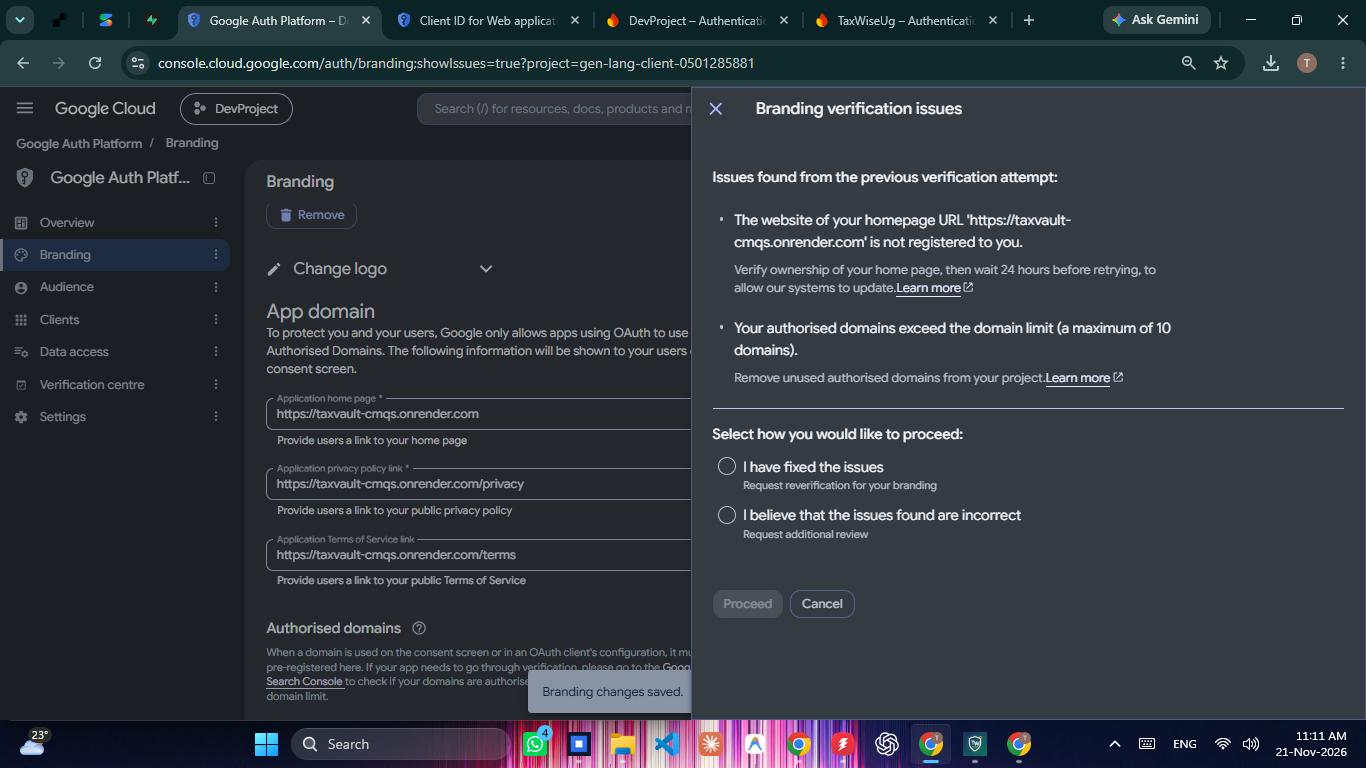 Google Auth Platform – D
Client ID for Web applicat
DevProject – Authenticatio
TaxWiseUg – Authenticatio
Ask Gemini
console.cloud.google.com/auth/branding;showIssues=true?project=gen-lang-client-0501285881
T
Google Cloud
DevProject
Search (/) for resources, docs, products and
Google Auth Platform / Branding
Google Auth Platf...
Overview
Branding
Audience
Clients
Data access
Verification centre
Settings
Branding
Remove
Change logo
App domain
To protect you and your users, Google only allows apps using OAuth to use
Authorised Domains. The following information will be shown to your users
consent screen.
Application home page *
https://taxvault-cmqs.onrender.com
Provide users a link to your home page
Application privacy policy link *
https://taxvault-cmqs.onrender.com/privacy
Provide users a link to your public privacy policy
Application Terms of Service link
https://taxvault-cmqs.onrender.com/terms
Provide users a link to your public Terms of Service
Authorised domains
When a domain is used on the consent screen or in an OAuth client's configuration, it mu
pre-registered here. If your app needs to go through verification, please go to the Goog
Search Console to check if your domains are authorise
domain limit.
Branding changes saved.
Branding verification issues
Issues found from the previous verification attempt:
• The website of your homepage URL 'https://taxvault-
cmqs.onrender.com' is not registered to you.
Verify ownership of your home page, then wait 24 hours before retrying, to
allow our systems to update.Learn more
• Your authorised domains exceed the domain limit (a maximum of 10
domains).
Remove unused authorised domains from your project.Learn more
Select how you would like to proceed:
I have fixed the issues
Request reverification for your branding
I believe that the issues found are incorrect
Request additional review
Proceed
Cancel
23°
Search
4
ENG
11:11 AM
21-Nov-2026